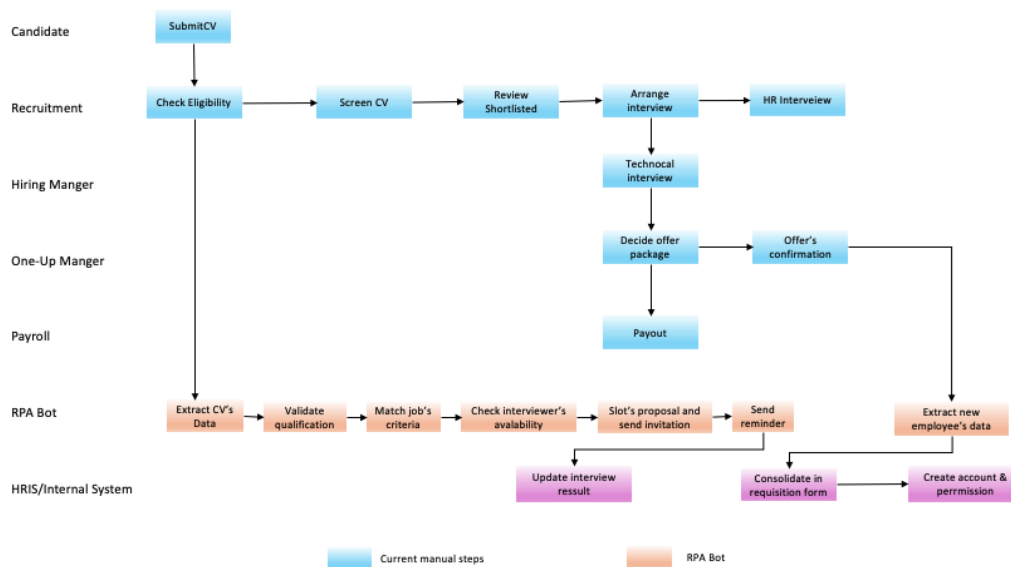 Candidate
SubmitCV
Recruitment
Check Eligibility
Screen CV
Review
Shortlisted
Arrange
interview
HR Interveiew
Hiring Manger
Technocal
interview
One-Up Manger
Decide offer
package
Offer's
confirmation
Payroll
Payout
RPA Bot
Extract CV's
Data
Validate
qualification
Match job's
criteria
Check interviewer's
avalability
Slot's proposal and
send invitation
Send
reminder
Extract new
employee's data
HRIS/Internal System
Update interview
ressult
Consolidate in
requisition form
Create account &
perrmission
Current manual steps
RPA Bot